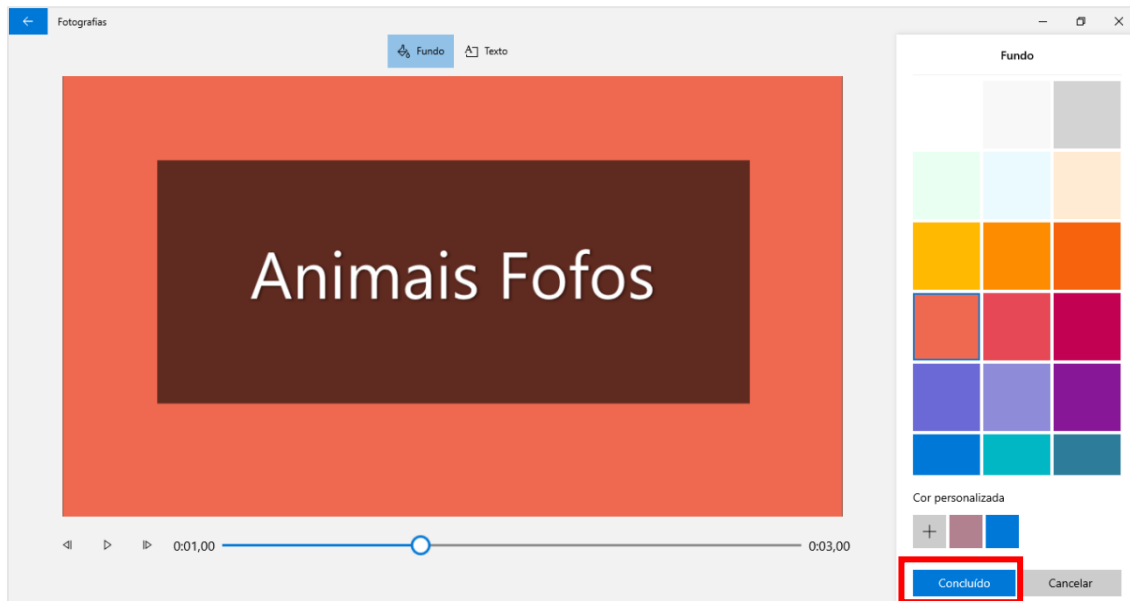 Fotografias
Fundo
Texto
Fundo
Animais Fofos
Cor personalizada
0:01,00
0:03,00
Concluído
Cancelar